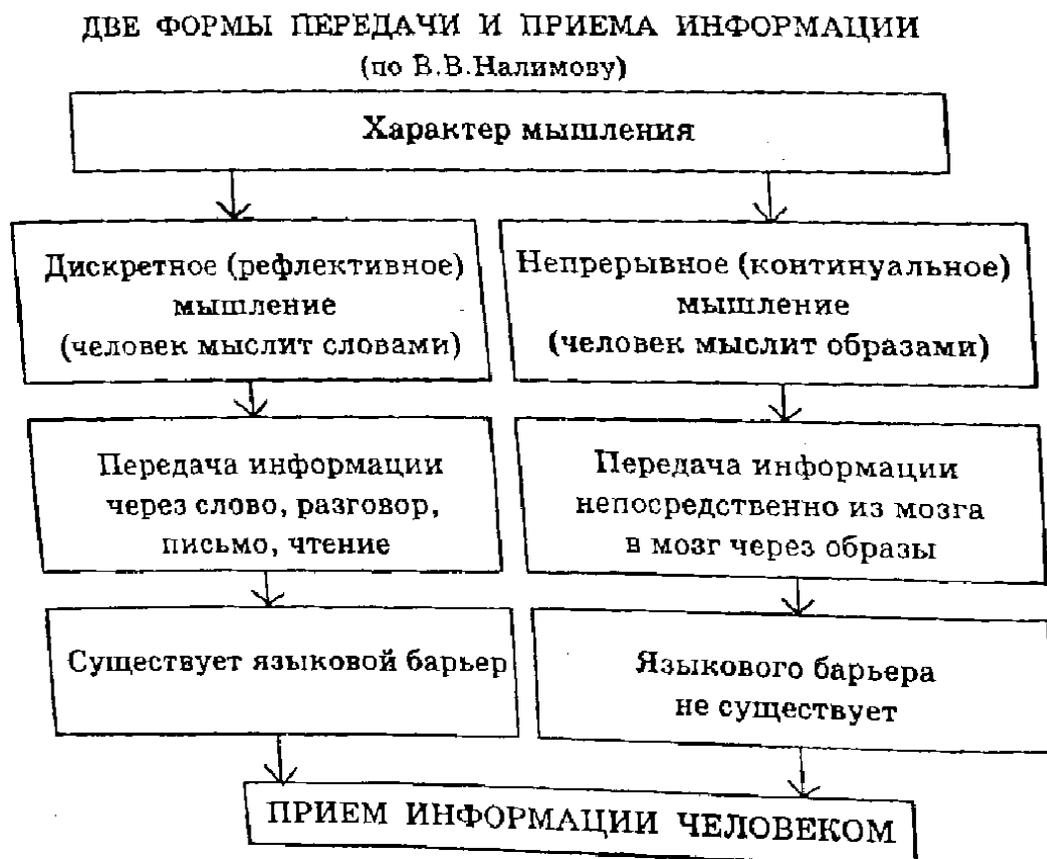 ДВЕ ФОРМЫ ПЕРЕДАЧИ И ПРИЕМА ИНФОРМАЦИИ
(по В.В.Налимову)
Характер мышления
Дискретное (рефлективное)
мышление
(человек мыслит словами)
Непрерывное (континуальное)
мышление
(человек мыслит образами)
Передача информации
через слово, разговор,
письмо, чтение
Передача информации
непосредственно из мозга
в мозг через образы
Существует языковой барьер
Языкового барьера
не существует
ПРИЕМ ИНФОРМАЦИИ ЧЕЛОВЕКОМ